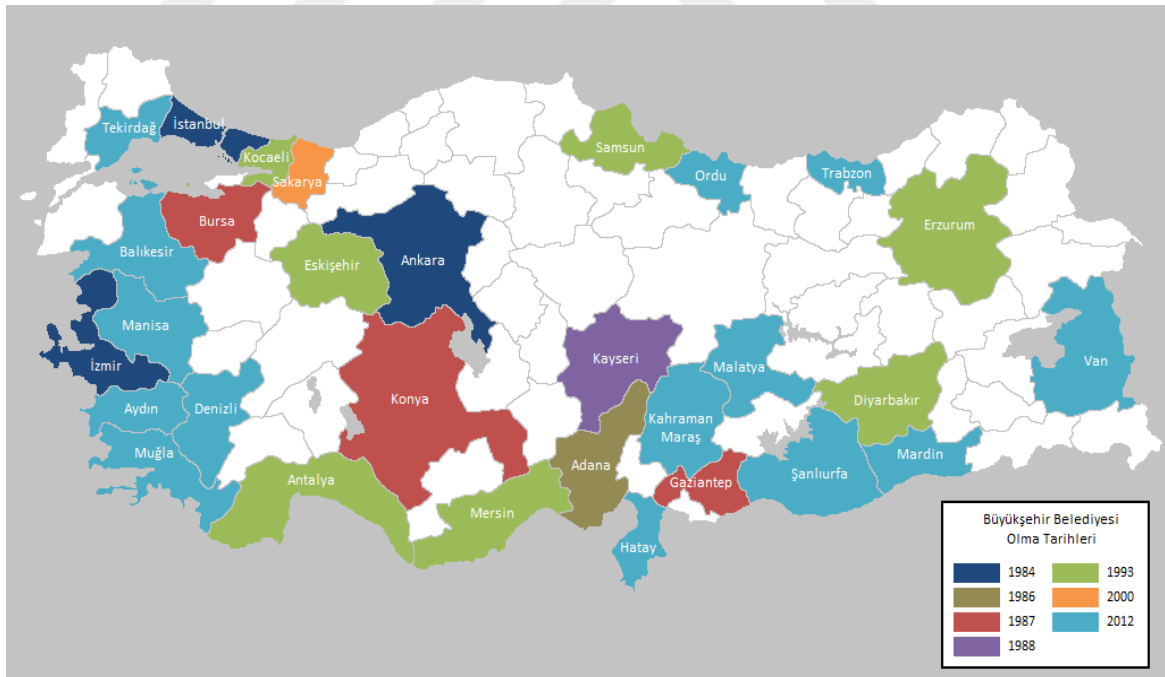 İstanbul
Tekirdağ
Kocaeli
Samsun
Sakarya
Ordu
Trabzon
Bursa
Erzurum
Balıkesir
Eskişehir
Ankara
Manisa
Kayseri
Van
İzmir
Malatya
Konya
Diyarbakır
Aydın
Denizli
Kahraman
Maraş
Muğla
Mardin
Adana
Şanlıurfa
Antalya
Gaziantep
Mersin
Hatay
Büyükşehir Belediyesi
Olma Tarihleri
1984
1993
1986
2000
1987
2012
1988